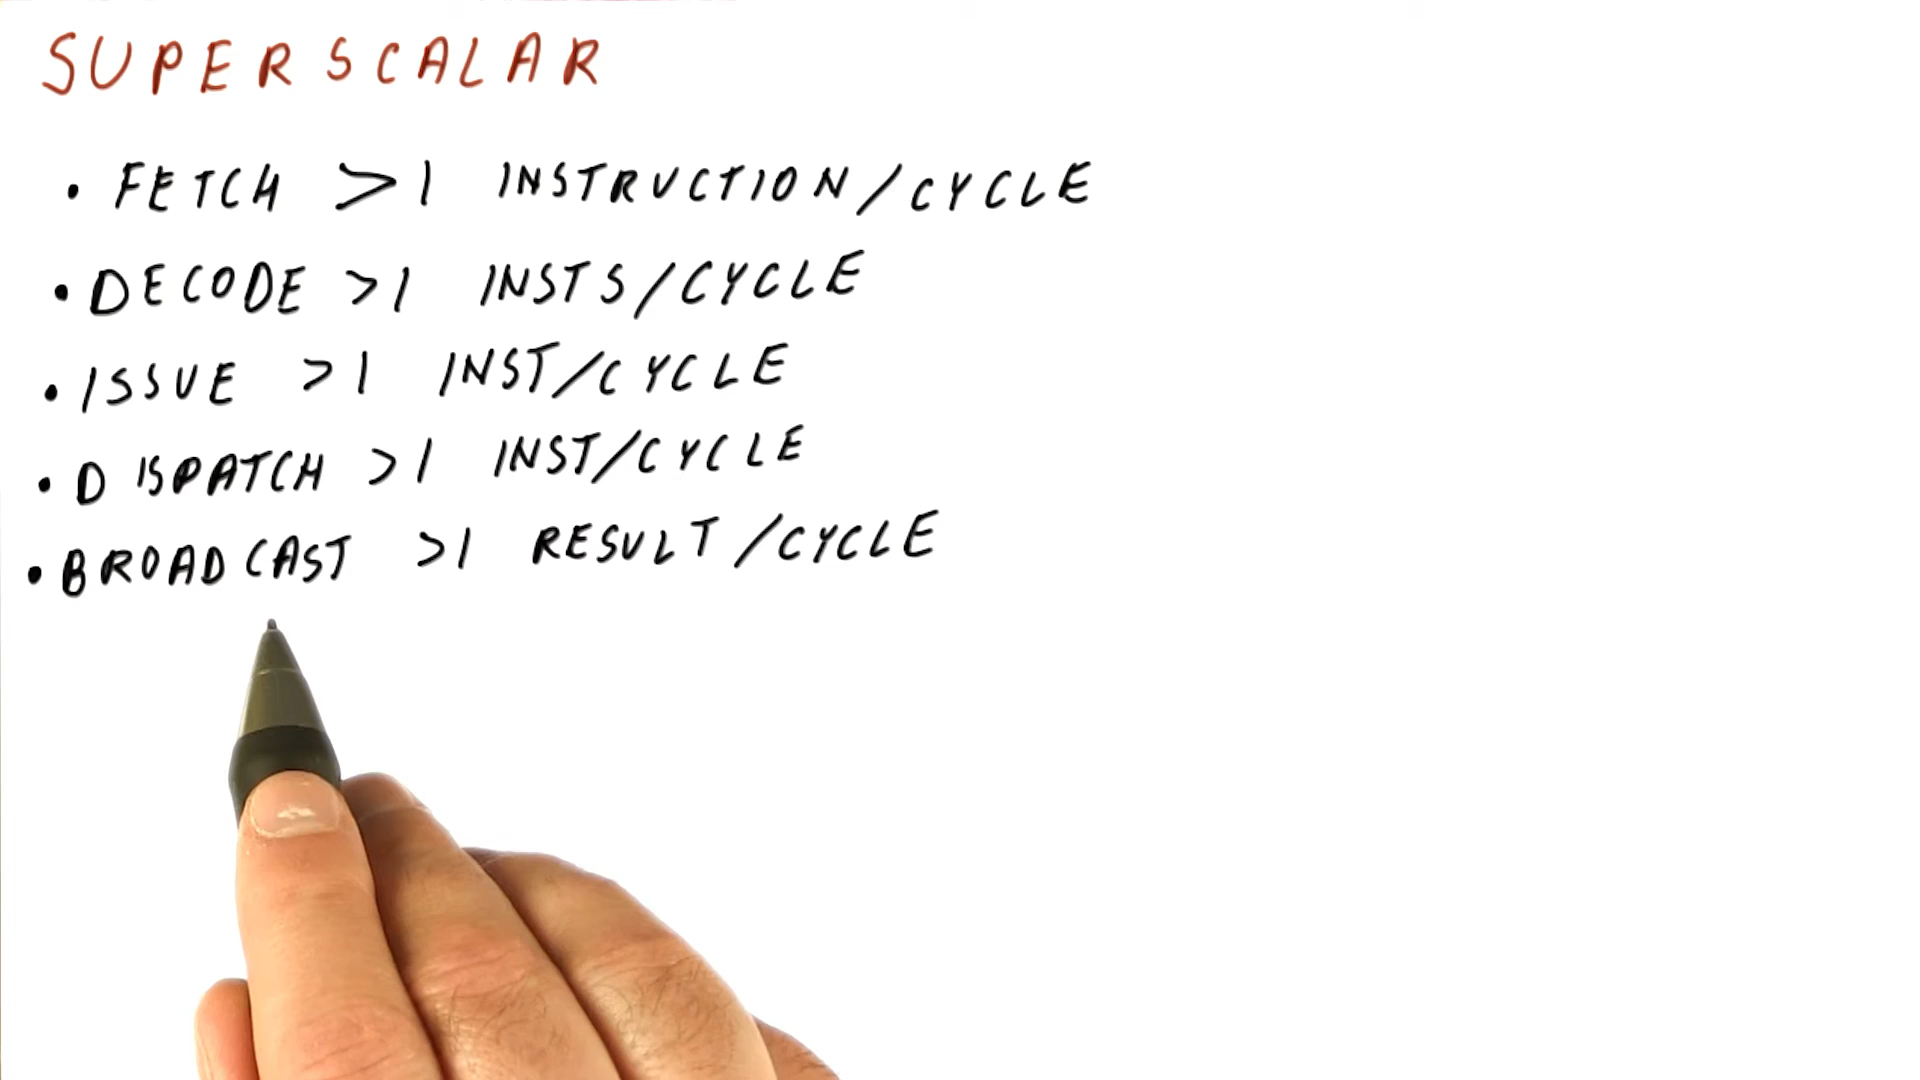 SUPERSCALAR
• FETCH >1 INSTRUCTION/CYCLE
• DECODE >1 INSTS/CYCLE
• ISSUE >1 INST/CYCLE
• DISPATCH >1 INST/CYCLE
• BROADCAST >1 RESULT/CYCLE